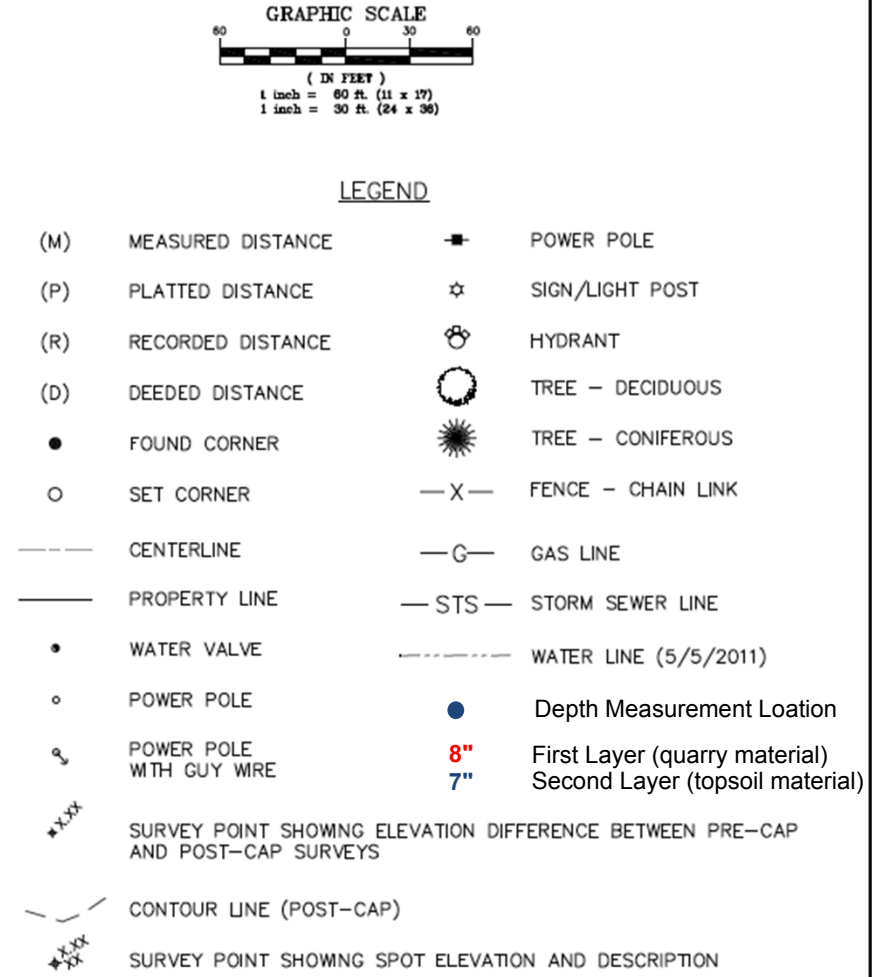 GRAPHIC SCALE
60 0 30 60
( IN FEET )
1 inch = 60 ft. (11 x 17)
1 inch = 30 ft. (24 x 36)
LEGEND
(M) MEASURED DISTANCE
POWER POLE
(P) PLATTED DISTANCE
SIGN/LIGHT POST
(R) RECORDED DISTANCE
HYDRANT
(D) DEEDED DISTANCE
TREE – DECIDUOUS
FOUND CORNER
TREE – CONIFEROUS
SET CORNER
X FENCE – CHAIN LINK
CENTERLINE
G GAS LINE
PROPERTY LINE
STS STORM SEWER LINE
WATER VALVE
WATER LINE (5/5/2011)
POWER POLE
Depth Measurement Loation
POWER POLE
WITH GUY WIRE
8" First Layer (quarry material)
7" Second Layer (topsoil material)
X.XX SURVEY POINT SHOWING ELEVATION DIFFERENCE BETWEEN PRE–CAP
AND POST–CAP SURVEYS
CONTOUR LINE (POST–CAP)
X.XX
XX SURVEY POINT SHOWING SPOT ELEVATION AND DESCRIPTION